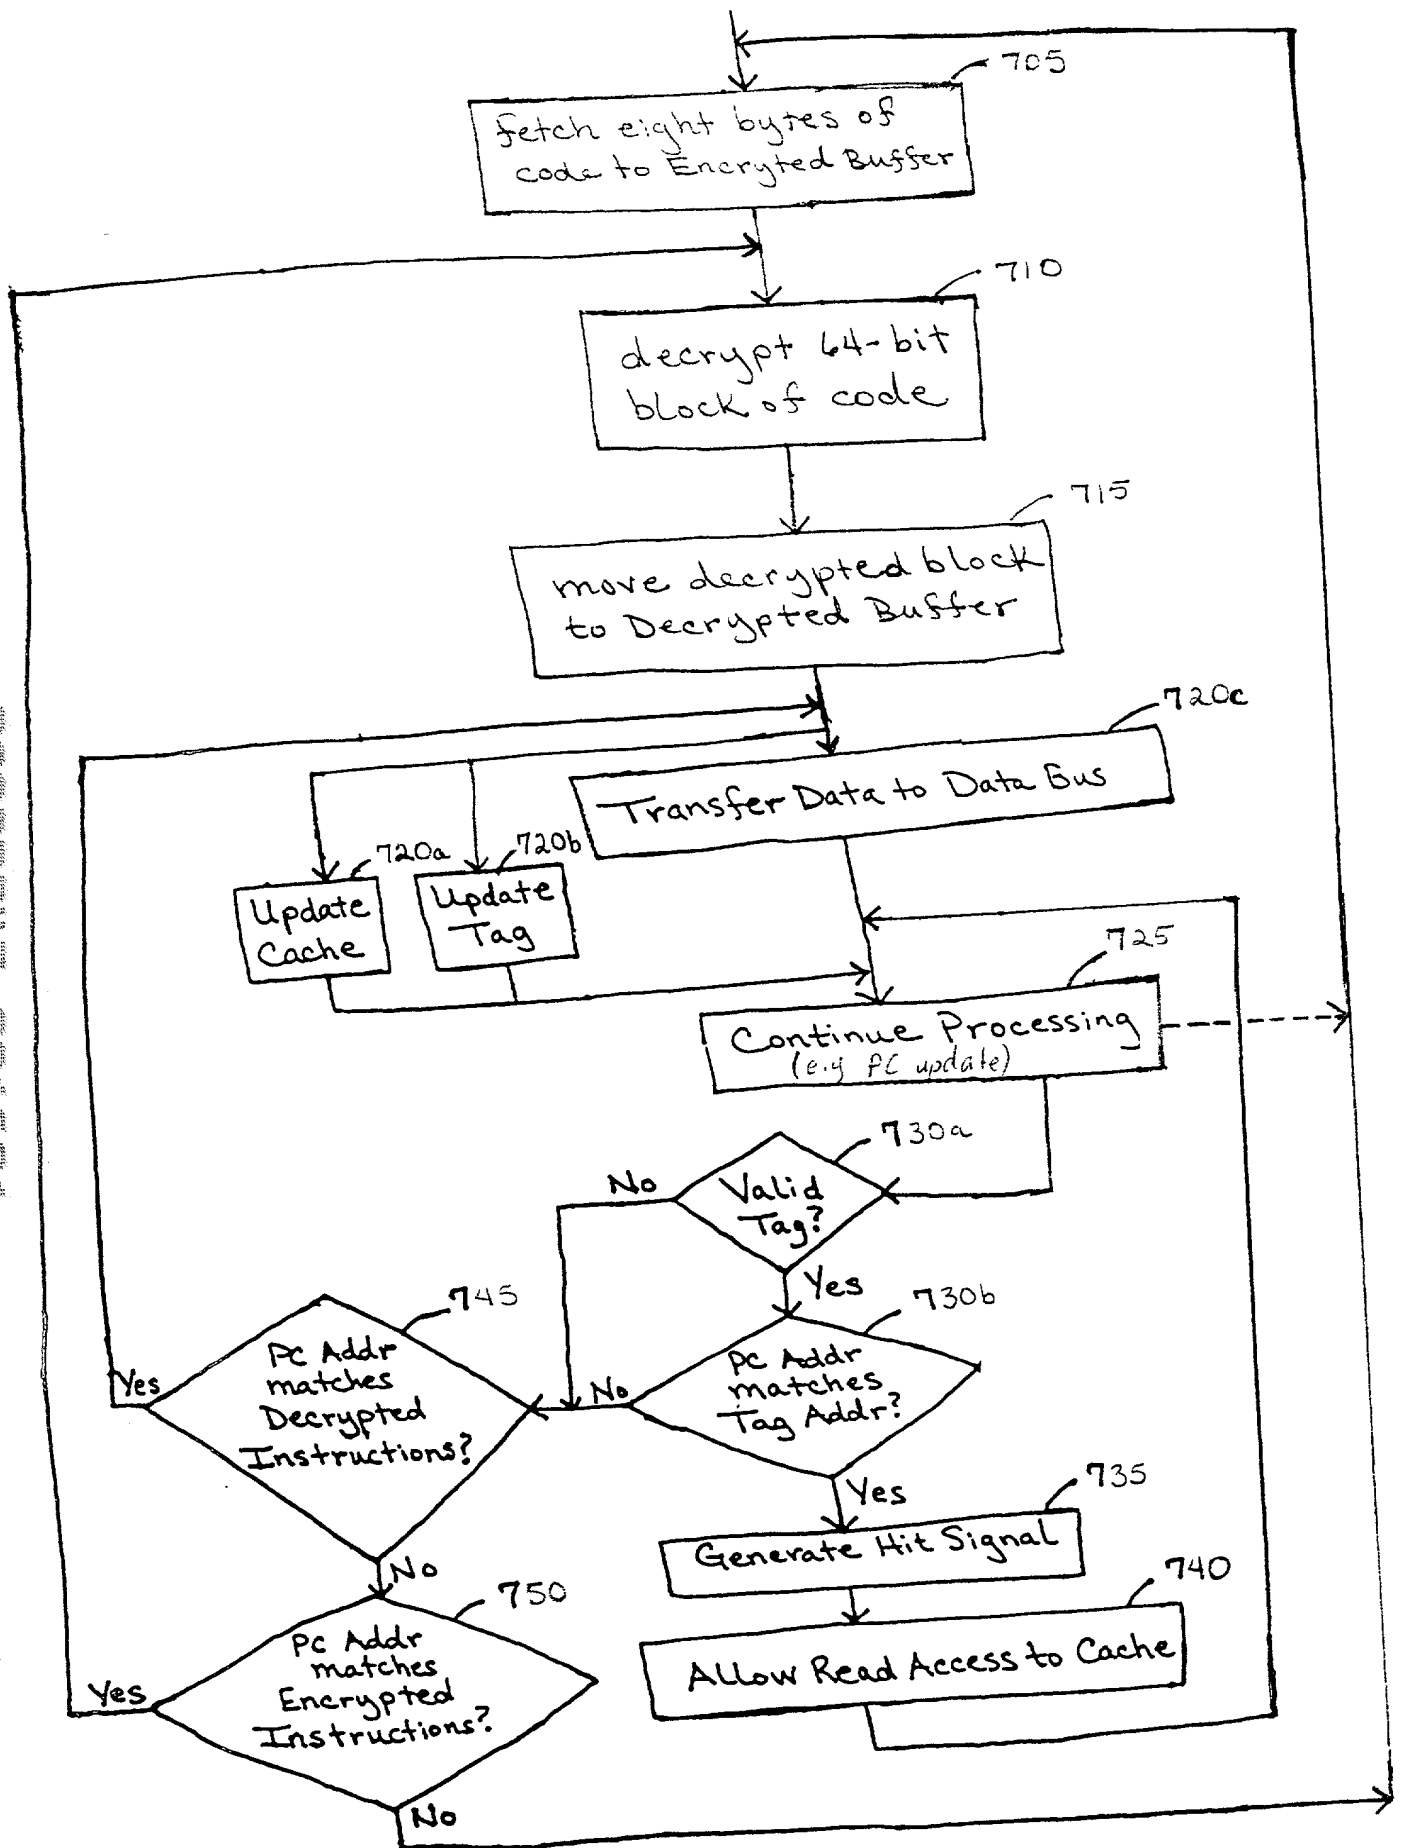 705
fetch eight bytes of
code to Encryted Buffer
710
decrypt 64-bit
block of code
715
move decrypted block
to Decrypted Buffer
720c
Transfer Data to Data Bus
720a
Update
Cache
720b
Update
Tag
725
Continue Processing
(e.g PC update)
730a
Valid
Tag?
No
Yes
730b
PC Addr
matches
Tag Addr?
No
Yes
745
PC Addr
matches
Decrypted
Instructions?
Yes
No
735
Generate Hit Signal
740
Allow Read Access to Cache
750
PC Addr
matches
Encrypted
Instructions?
Yes
No